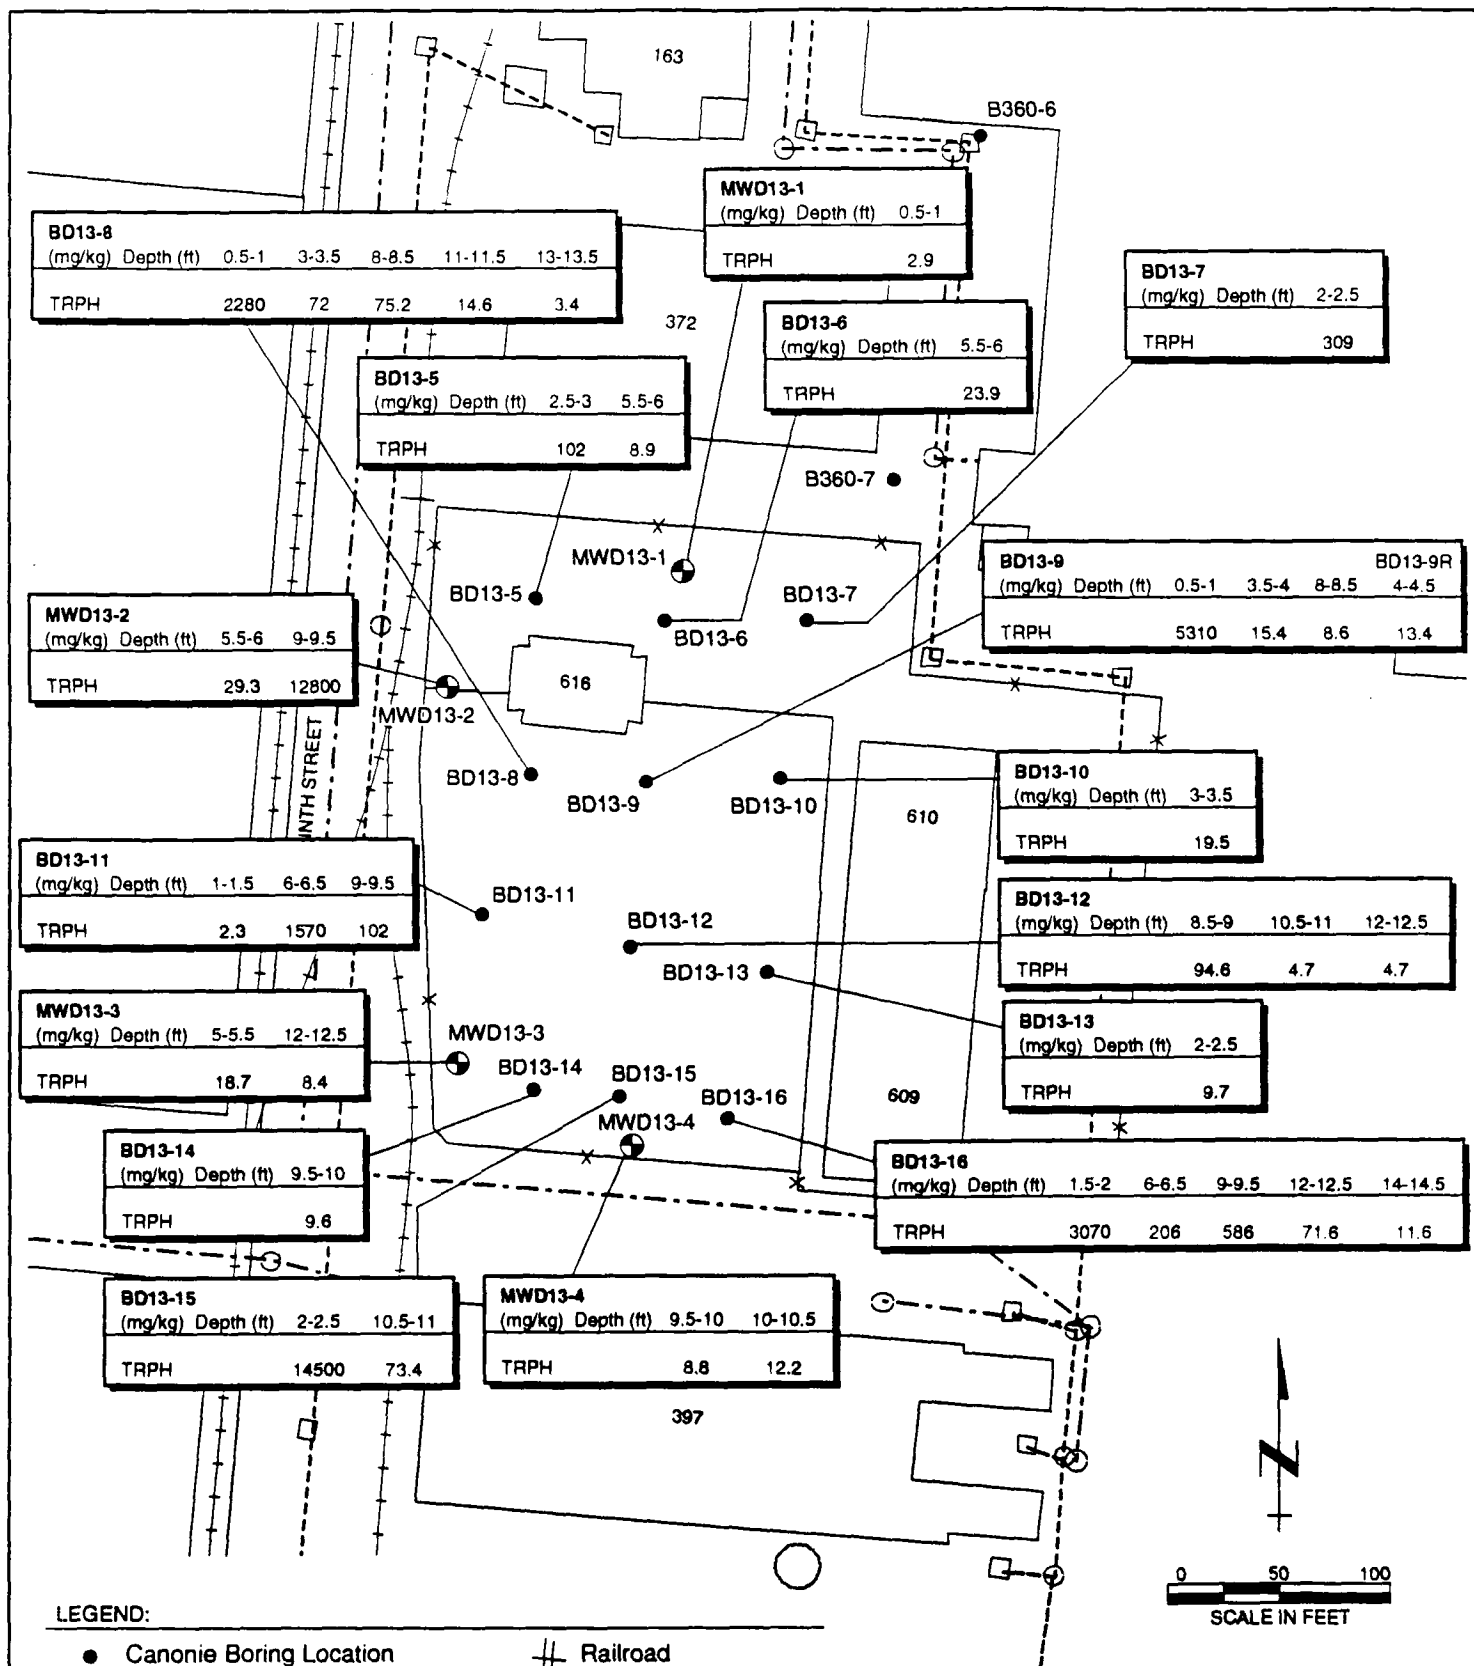 163
B360-6
MWD13-1
(mg/kg) Depth (ft) 0.5-1
TRPH 2.9
BD13-8
(mg/kg) Depth (ft) 0.5-1 3-3.5 8-8.5 11-11.5 13-13.5
TRPH 2280 72 75.2 14.6 3.4
BD13-7
(mg/kg) Depth (ft) 2-2.5
TRPH 309
372
BD13-6
(mg/kg) Depth (ft) 5.5-6
TRPH 23.9
BD13-5
(mg/kg) Depth (ft) 2.5-3 5.5-6
TRPH 102 8.9
B360-7
MWD13-1
BD13-5
BD13-7
BD13-6
BD13-9 BD13-9R
(mg/kg) Depth (ft) 0.5-1 3.5-4 8-8.5 4-4.5
TRPH 5310 15.4 8.6 13.4
MWD13-2
(mg/kg) Depth (ft) 5.5-6 9-9.5
TRPH 29.3 12800
616
MWD13-2
BD13-8
BD13-9
BD13-10
NINTH STREET
610
BD13-10
(mg/kg) Depth (ft) 3-3.5
TRPH 19.5
BD13-11
(mg/kg) Depth (ft) 1-1.5 6-6.5 9-9.5
TRPH 2.3 1570 102
BD13-11
BD13-12
BD13-13
BD13-12
(mg/kg) Depth (ft) 8.5-9 10.5-11 12-12.5
TRPH 94.6 4.7 4.7
MWD13-3
(mg/kg) Depth (ft) 5-5.5 12-12.5
TRPH 18.7 8.4
MWD13-3
BD13-14
BD13-15
BD13-16
MWD13-4
BD13-13
(mg/kg) Depth (ft) 2-2.5
TRPH 9.7
609
BD13-14
(mg/kg) Depth (ft) 9.5-10
TRPH 9.6
BD13-16
(mg/kg) Depth (ft) 1.5-2 6-6.5 9-9.5 12-12.5 14-14.5
TRPH 3070 206 586 71.6 11.6
BD13-15
(mg/kg) Depth (ft) 2-2.5 10.5-11
TRPH 14500 73.4
MWD13-4
(mg/kg) Depth (ft) 9.5-10 10-10.5
TRPH 8.8 12.2
397
N
0 50 100
SCALE IN FEET
LEGEND:
Canonie Boring Location
Railroad